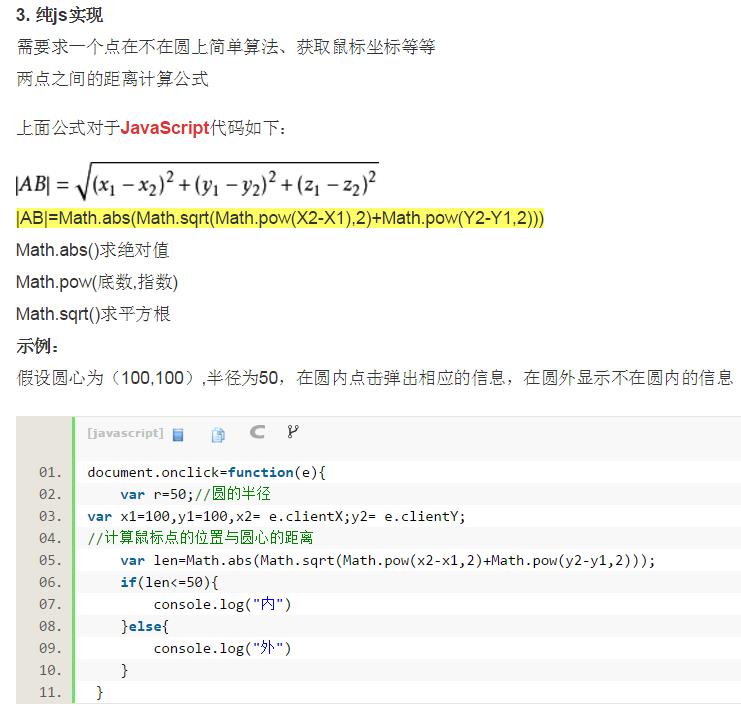 3. 纯js实现
需要求一个点在不在圆上简单算法、获取鼠标坐标等等
两点之间的距离计算公式
上面公式对于JavaScript代码如下：
|AB| = √(x₁ − x₂)² + (y₁ − y₂)² + (z₁ − z₂)²
|AB|=Math.abs(Math.sqrt(Math.pow(X2-X1),2)+Math.pow(Y2-Y1,2)))
Math.abs()求绝对值
Math.pow(底数,指数)
Math.sqrt()求平方根
示例：
假设圆心为（100,100）,半径为50，在圆内点击弹出相应的信息，在圆外显示不在圆内的信息
[javascript]
01. document.onclick=function(e){
02. var r=50;//圆的半径
03. var x1=100,y1=100,x2= e.clientX;y2= e.clientY;
04. //计算鼠标点的位置与圆心的距离
05. var len=Math.abs(Math.sqrt(Math.pow(x2-x1,2)+Math.pow(y2-y1,2)));
06. if(len<=50){
07. console.log("内")
08. }else{
09. console.log("外")
10. }
11. }